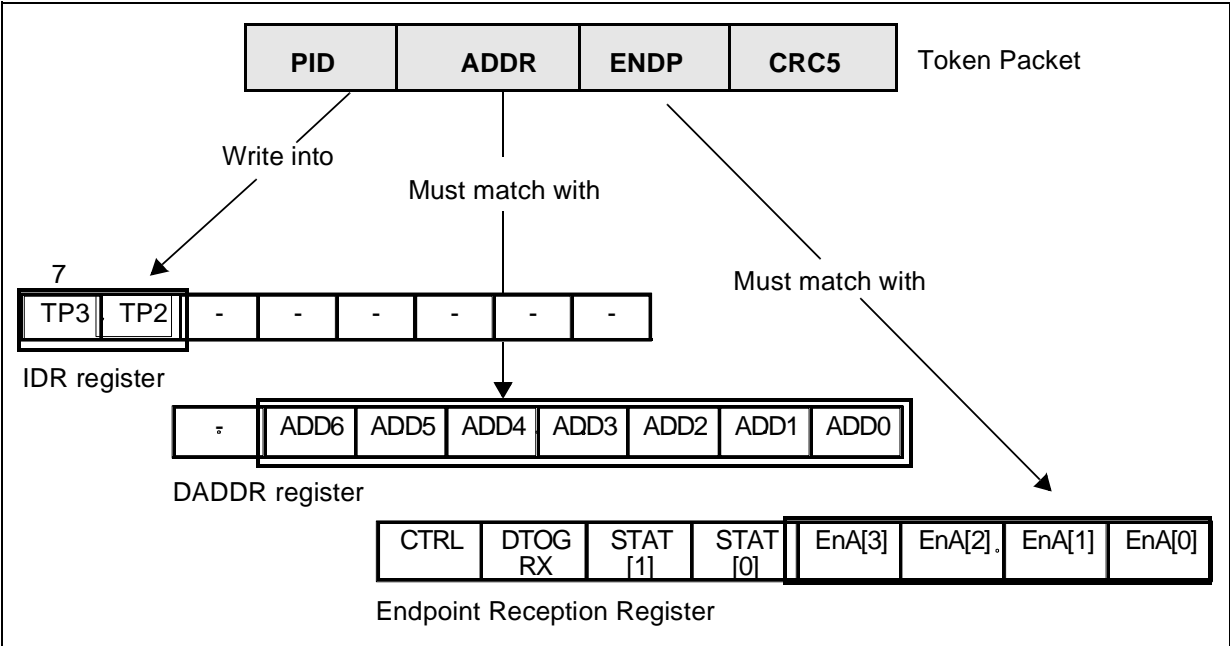 PID ADDR ENDP CRC5 Token Packet
Write into
Must match with
Must match with
7
TP3 TP2 - - - - - -
IDR register
- ADD6 ADD5 ADD4 ADD3 ADD2 ADD1 ADD0
DADDR register
CTRL DTOG STAT STAT EnA[3] EnA[2] EnA[1] EnA[0]
RX [1] [0]
Endpoint Reception Register